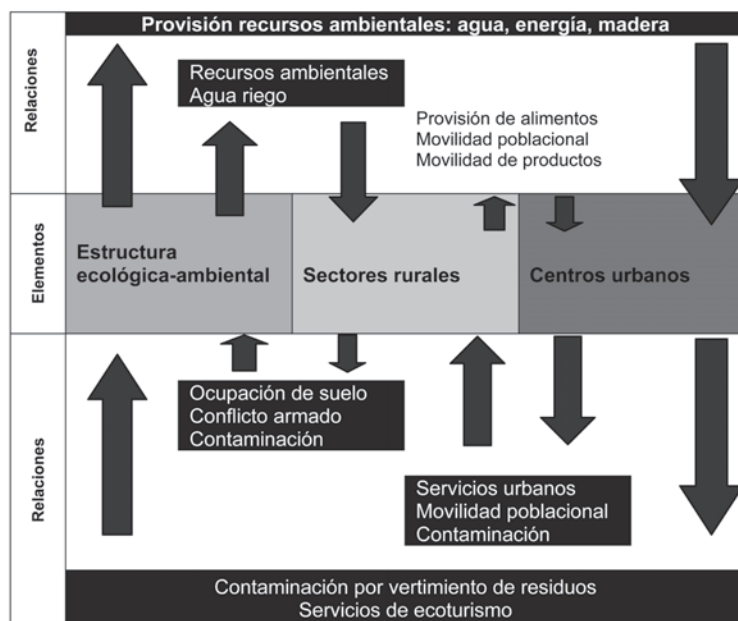 Provisión recursos ambientales: agua, energía, madera
Relaciones
Recursos ambientales
Agua riego
Provisión de alimentos
Movilidad poblacional
Movilidad de productos
Elementos
Estructura
ecológica-ambiental
Sectores rurales
Centros urbanos
Relaciones
Ocupación de suelo
Conflicto armado
Contaminación
Servicios urbanos
Movilidad poblacional
Contaminación
Contaminación por vertimiento de residuos
Servicios de ecoturismo